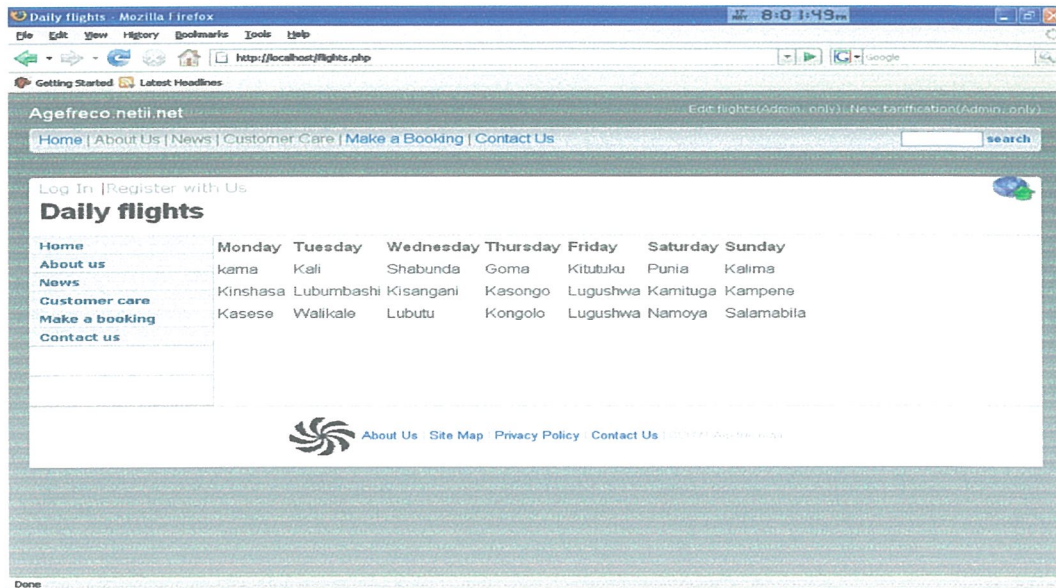 Daily flights - Mozilla Firefox
8:01:49 PM
File Edit View History Bookmarks Tools Help
http://localhost/flights.php
Google
Getting Started Latest Headlines
Agefreco.netii.net
Edit flights(Admin. only) New tariffication(Admin. only)
Home | About Us | News | Customer Care | Make a Booking | Contact Us
search
Log In |Register with Us
Daily flights
Home
About us
News
Customer care
Make a booking
Contact us
Monday Tuesday Wednesday Thursday Friday Saturday Sunday
kama Kali Shabunda Goma Kitutuku Punia Kalima
Kinshasa Lubumbashi Kisangani Kasongo Lugushwa Kamituga Kampene
Kasese Walikale Lubutu Kongolo Lugushwa Namoya Salamabila
About Us Site Map Privacy Policy Contact Us
Done